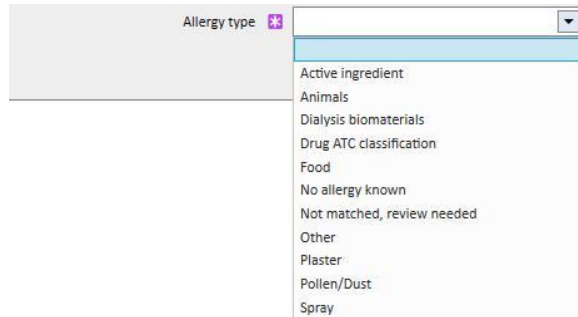 Allergy type
Active ingredient
Animals
Dialysis biomaterials
Drug ATC classification
Food
No allergy known
Not matched, review needed
Other
Plaster
Pollen/Dust
Spray